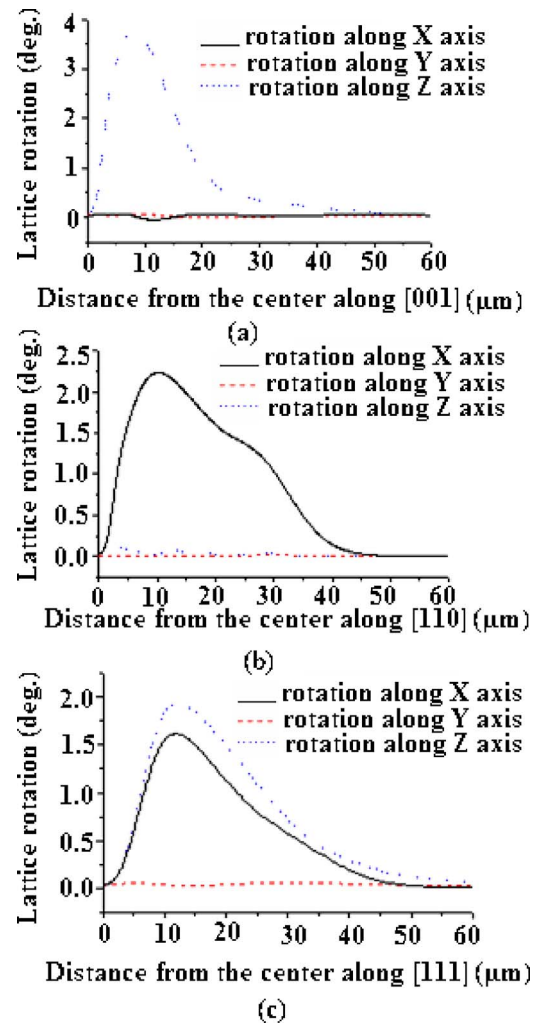 4
3
2
1
0
Lattice rotation (deg.)
rotation along X axis
rotation along Y axis
rotation along Z axis
0 10 20 30 40 50 60
Distance from the center along [001] (μm)
(a)
2.5
2.0
1.5
1.0
0.5
0.0
Lattice rotation (deg.)
rotation along X axis
rotation along Y axis
rotation along Z axis
0 10 20 30 40 50 60
Distance from the center along [110] (μm)
(b)
2.0
1.5
1.0
0.5
0.0
Lattice rotation (deg.)
rotation along X axis
rotation along Y axis
rotation along Z axis
0 10 20 30 40 50 60
Distance from the center along [111] (μm)
(c)